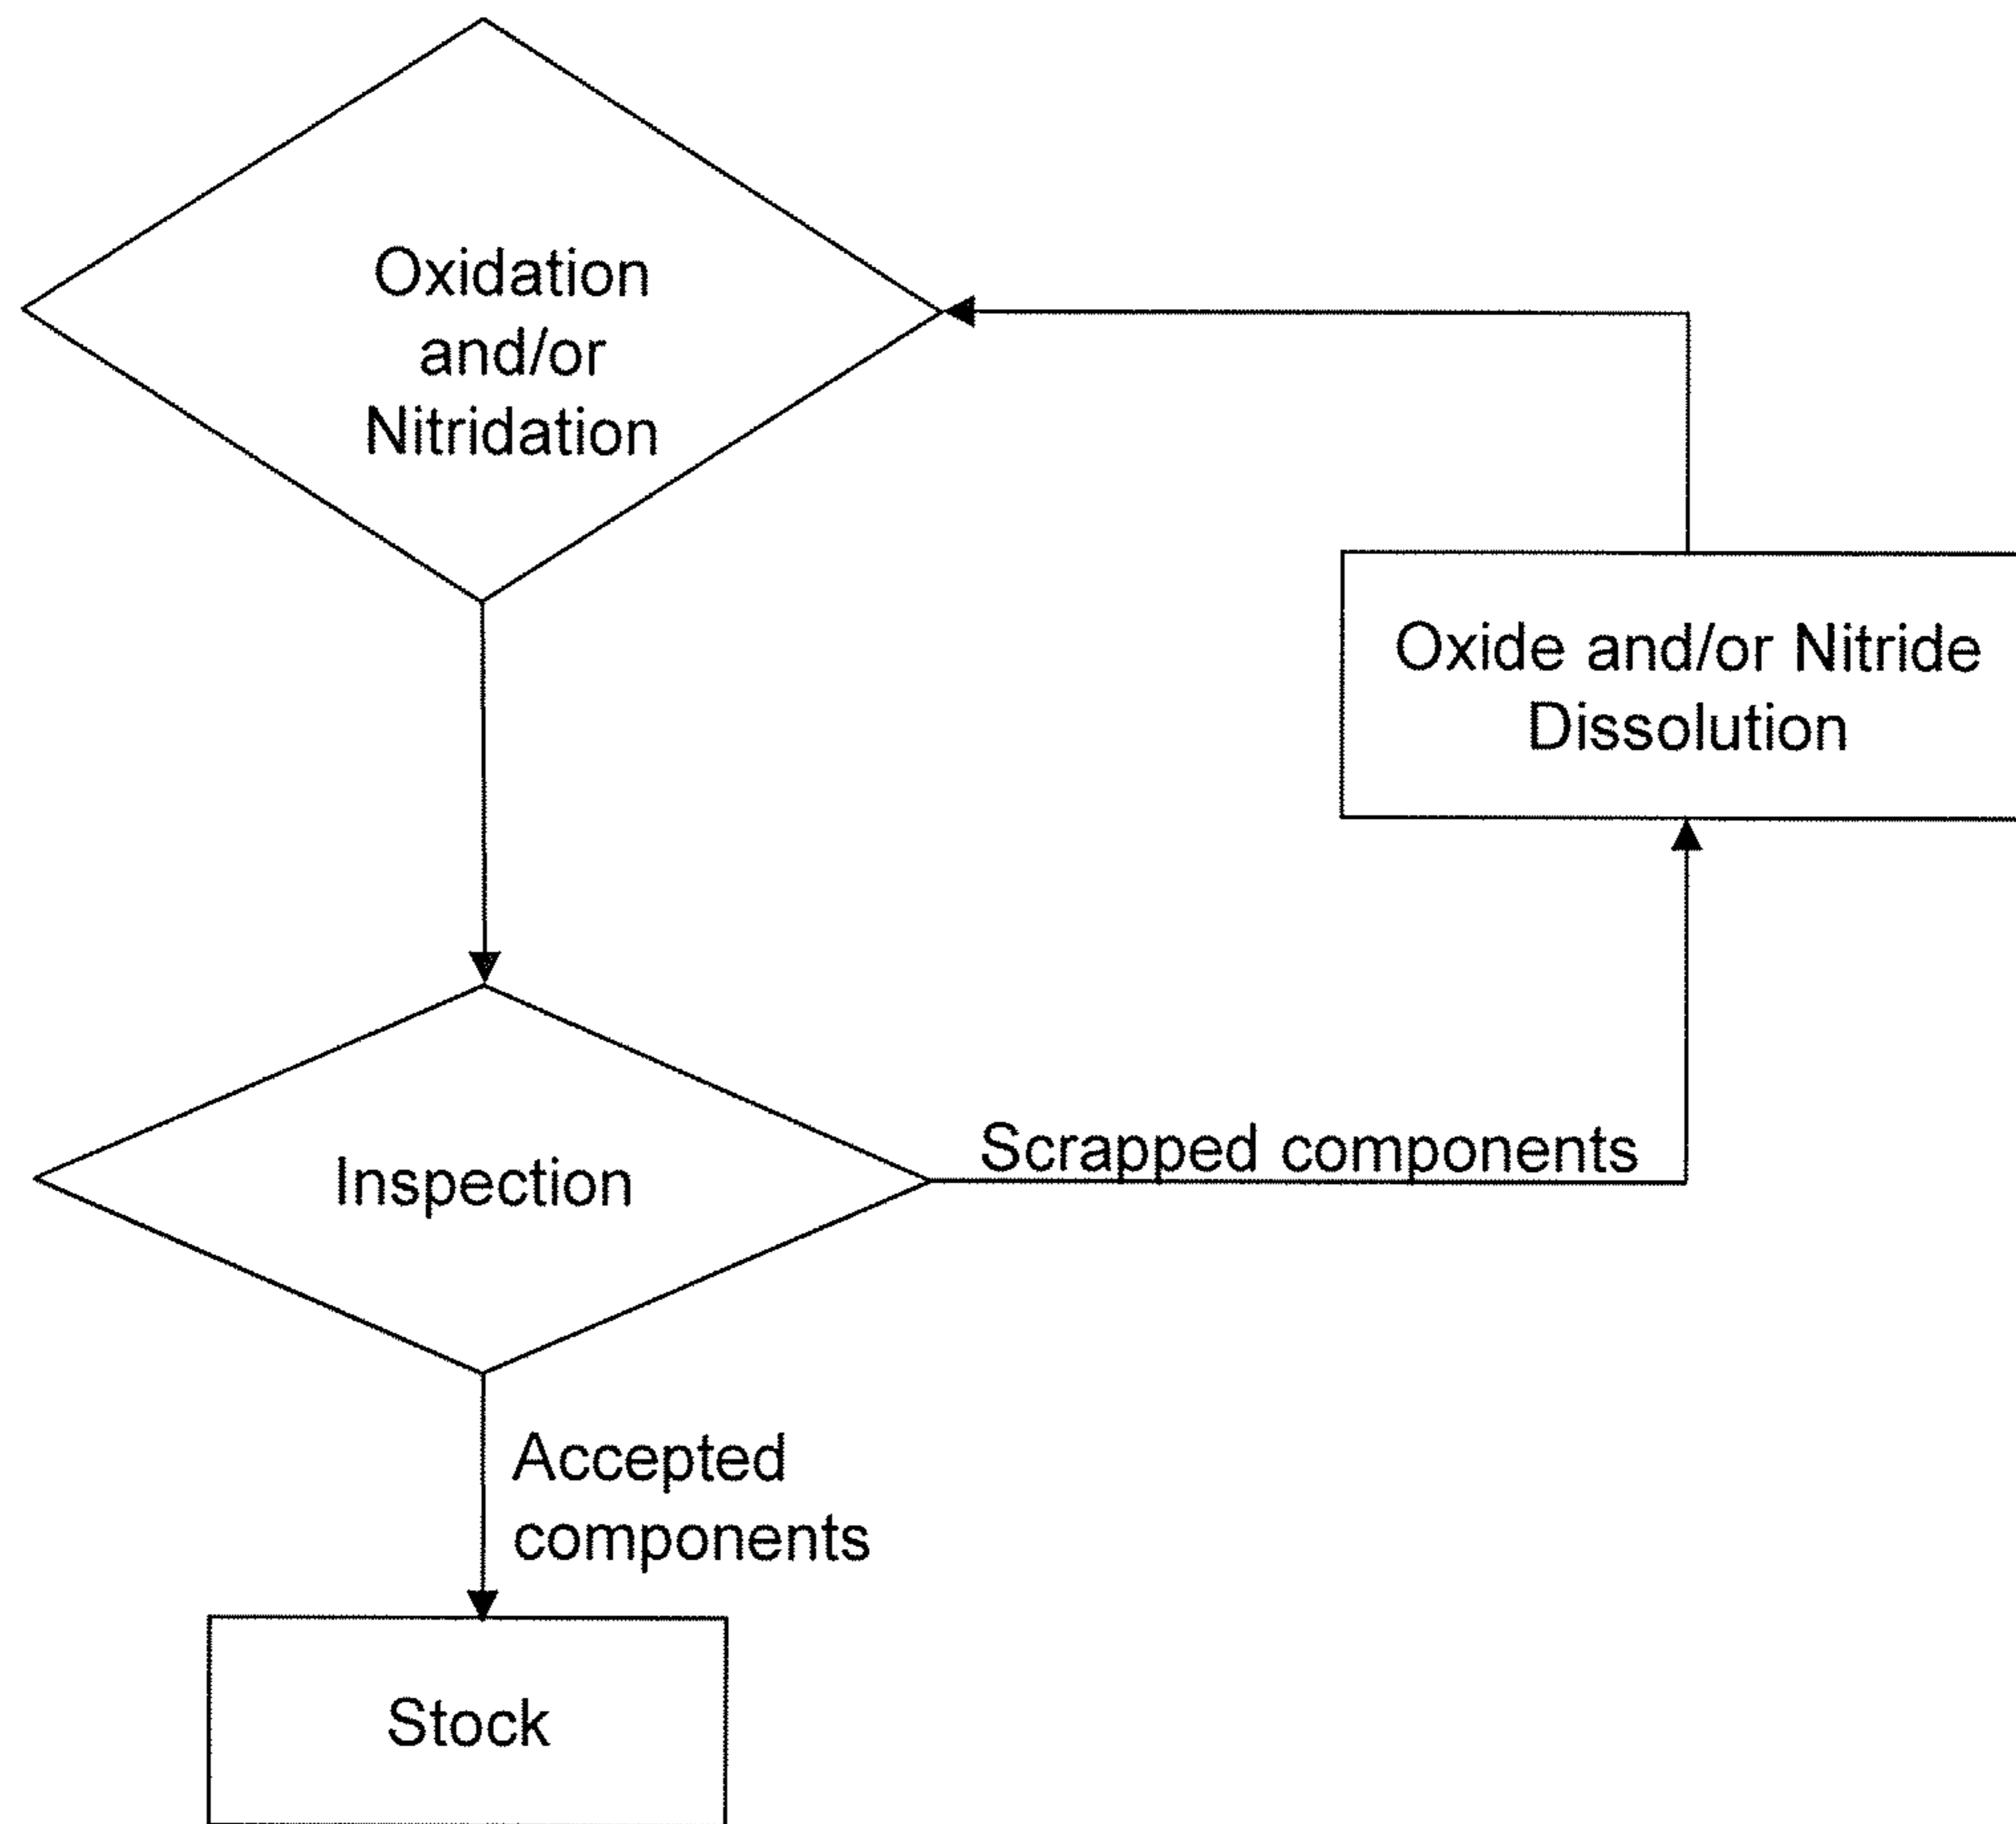 Oxidation
and/or
Nitridation
Oxide and/or Nitride
Dissolution
Inspection
Scrapped components
Accepted
components
Stock